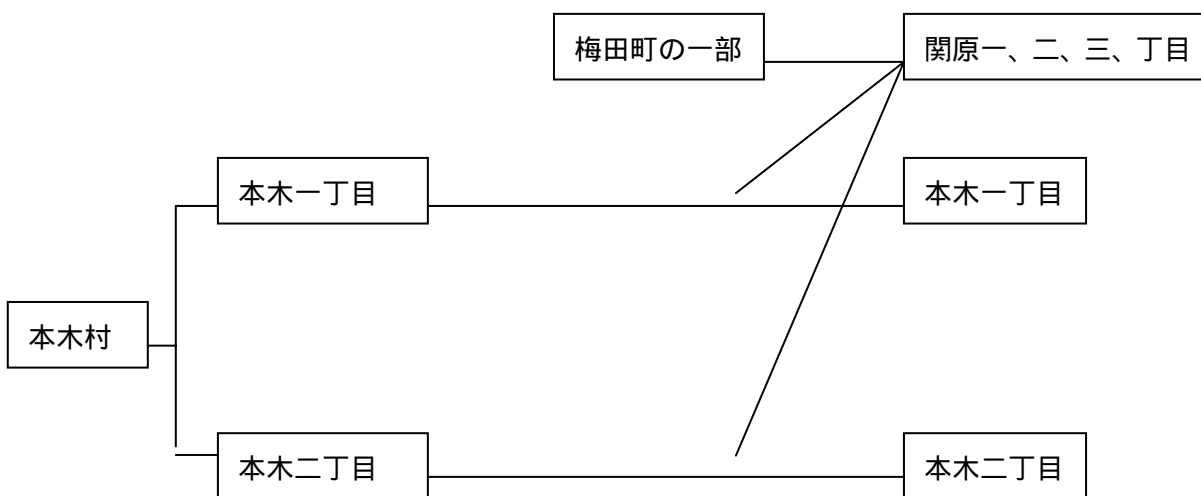 梅田町の一部
関原一、二、三、丁目
本木一丁目
本木一丁目
本木村
本木二丁目
本木二丁目